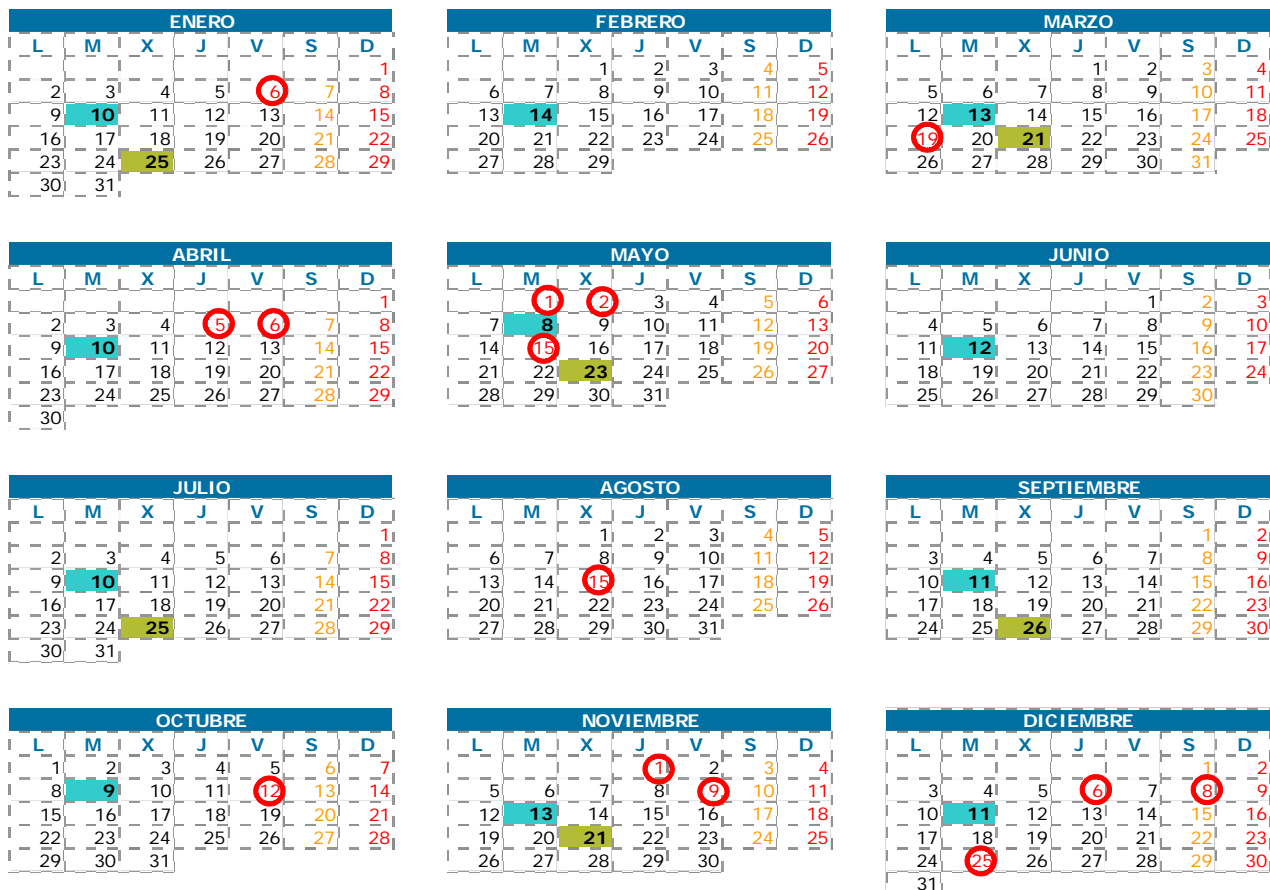 ENERO
L M X J V S D
1
2 3 4 5 6 7 8
9 10 11 12 13 14 15
16 17 18 19 20 21 22
23 24 25 26 27 28 29
30 31
FEBRERO
L M X J V S D
1 2 3 4 5
6 7 8 9 10 11 12
13 14 15 16 17 18 19
20 21 22 23 24 25 26
27 28 29
MARZO
L M X J V S D
1 2 3 4
5 6 7 8 9 10 11
12 13 14 15 16 17 18
19 20 21 22 23 24 25
26 27 28 29 30 31
ABRIL
L M X J V S D
1
2 3 4 5 6 7 8
9 10 11 12 13 14 15
16 17 18 19 20 21 22
23 24 25 26 27 28 29
30
MAYO
L M X J V S D
1 2 3 4 5 6
7 8 9 10 11 12 13
14 15 16 17 18 19 20
21 22 23 24 25 26 27
28 29 30 31
JUNIO
L M X J V S D
1 2 3
4 5 6 7 8 9 10
11 12 13 14 15 16 17
18 19 20 21 22 23 24
25 26 27 28 29 30
JULIO
L M X J V S D
1
2 3 4 5 6 7 8
9 10 11 12 13 14 15
16 17 18 19 20 21 22
23 24 25 26 27 28 29
30 31
AGOSTO
L M X J V S D
1 2 3 4 5
6 7 8 9 10 11 12
13 14 15 16 17 18 19
20 21 22 23 24 25 26
27 28 29 30 31
SEPTIEMBRE
L M X J V S D
1 2
3 4 5 6 7 8 9
10 11 12 13 14 15 16
17 18 19 20 21 22 23
24 25 26 27 28 29 30
OCTUBRE
L M X J V S D
1 2 3 4 5 6 7
8 9 10 11 12 13 14
15 16 17 18 19 20 21
22 23 24 25 26 27 28
29 30 31
NOVIEMBRE
L M X J V S D
1 2 3 4
5 6 7 8 9 10 11
12 13 14 15 16 17 18
19 20 21 22 23 24 25
26 27 28 29 30
DICIEMBRE
L M X J V S D
1 2
3 4 5 6 7 8 9
10 11 12 13 14 15 16
17 18 19 20 21 22 23
24 25 26 27 28 29 30
31